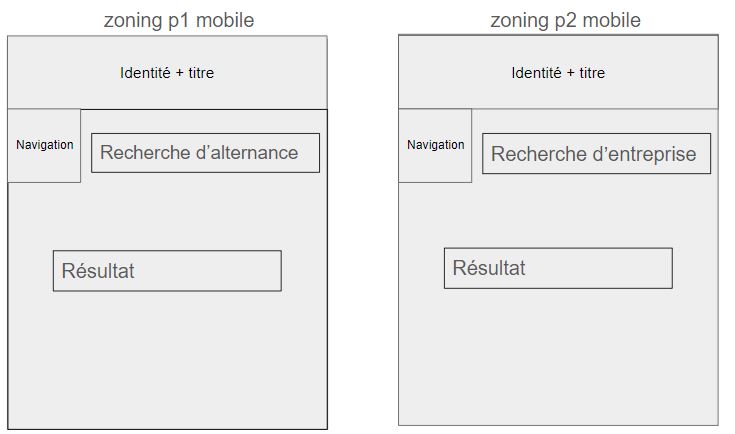 zoning p1 mobile
Identité + titre
Navigation
Recherche d'alternance
Résultat
zoning p2 mobile
Identité + titre
Navigation
Recherche d'entreprise
Résultat